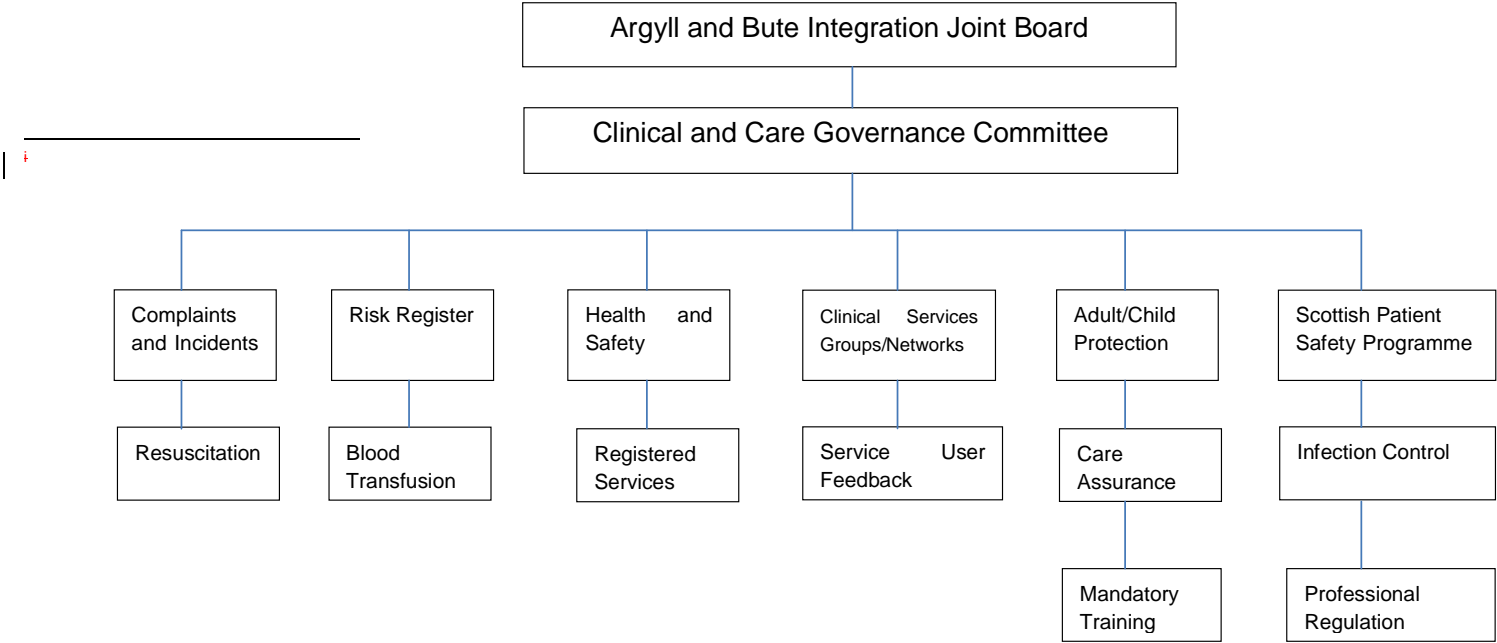 Argyll and Bute Integration Joint Board
Clinical and Care Governance Committee
Complaints
and Incidents
Risk Register
Health and
Safety
Clinical Services
Groups/Networks
Adult/Child
Protection
Scottish Patient
Safety Programme
Resuscitation
Blood
Transfusion
Registered
Services
Service User
Feedback
Care
Assurance
Infection Control
Mandatory
Training
Professional
Regulation